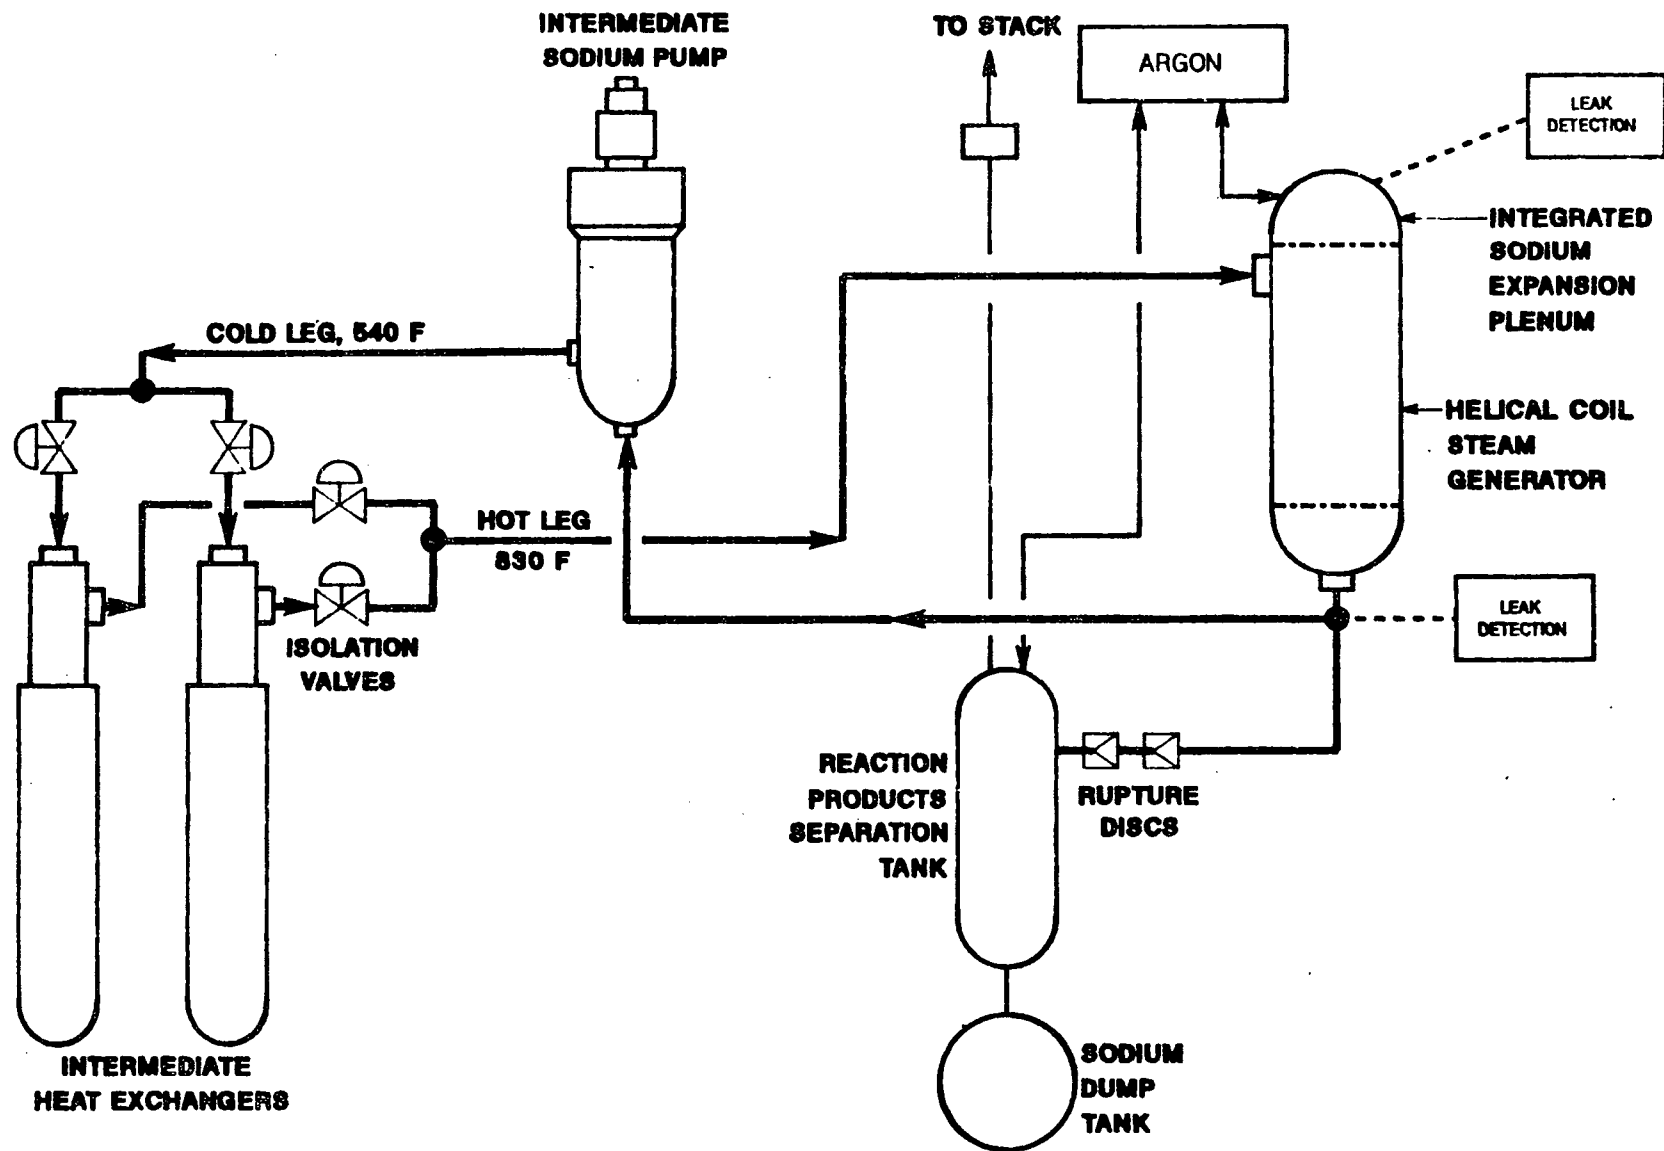 INTERMEDIATE
SODIUM PUMP
TO STACK
ARGON
LEAK
DETECTION
INTEGRATED
SODIUM
EXPANSION
PLENUM
COLD LEG, 540 F
HELICAL COIL
STEAM
GENERATOR
HOT LEG
830 F
ISOLATION
VALVES
LEAK
DETECTION
REACTION
PRODUCTS
SEPARATION
TANK
RUPTURE
DISCS
SODIUM
DUMP
TANK
INTERMEDIATE
HEAT EXCHANGERS